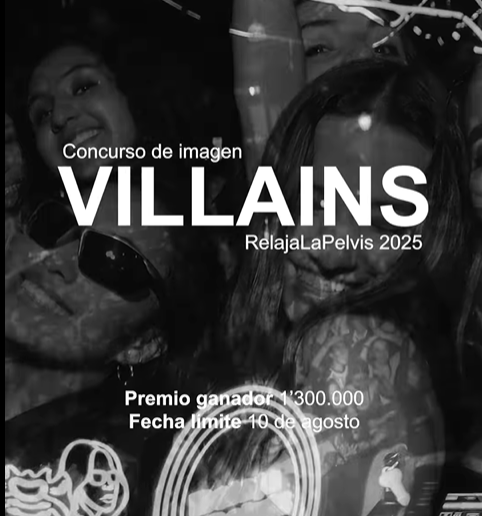 Concurso de imagen
VILLAINS
RelajaLaPelvis 2025
Premio ganador 1'300.000
Fecha límite 10 de agosto